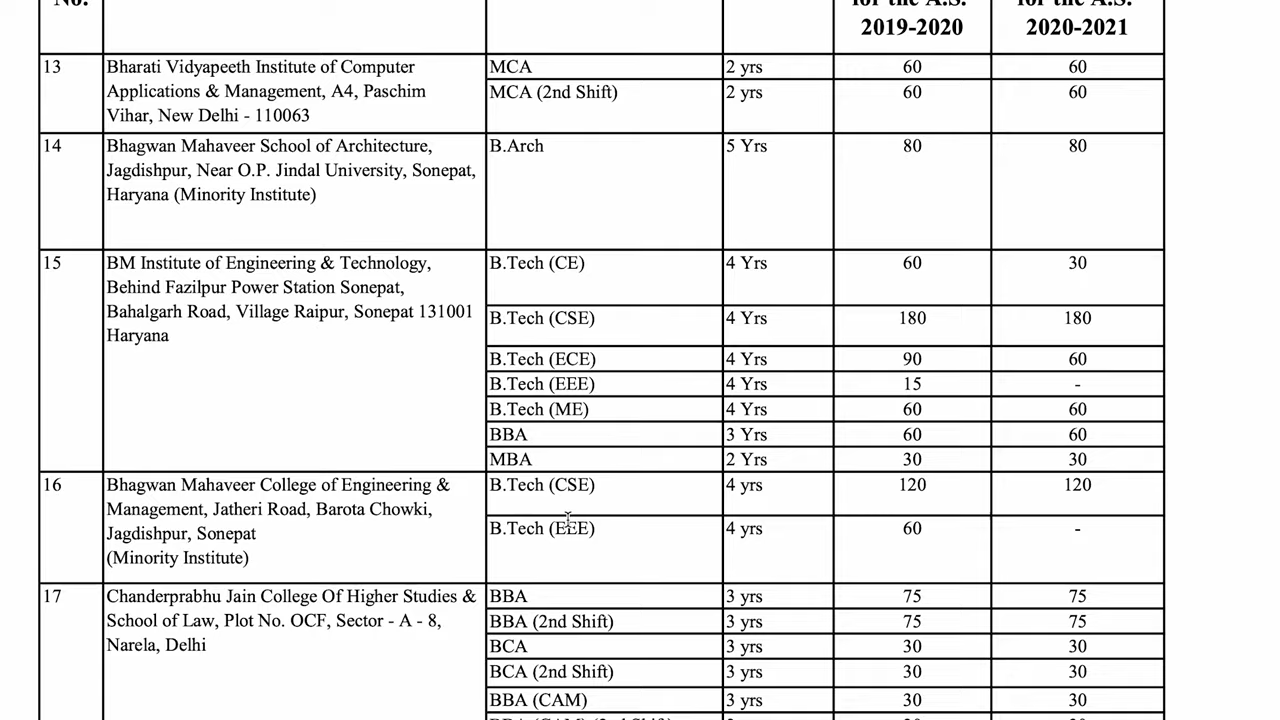 No. for the A.S. for the A.S.
2019-2020 2020-2021
13 Bharati Vidyapeeth Institute of Computer MCA 2 yrs 60 60
Applications & Management, A4, Paschim MCA (2nd Shift) 2 yrs 60 60
Vihar, New Delhi - 110063
14 Bhagwan Mahaveer School of Architecture, B.Arch 5 Yrs 80 80
Jagdishpur, Near O.P. Jindal University, Sonepat,
Haryana (Minority Institute)
15 BM Institute of Engineering & Technology, B.Tech (CE) 4 Yrs 60 30
Behind Fazilpur Power Station Sonepat,
Bahalgarh Road, Village Raipur, Sonepat 131001 B.Tech (CSE) 4 Yrs 180 180
Haryana
B.Tech (ECE) 4 Yrs 90 60
B.Tech (EEE) 4 Yrs 15 -
B.Tech (ME) 4 Yrs 60 60
BBA 3 Yrs 60 60
MBA 2 Yrs 30 30
16 Bhagwan Mahaveer College of Engineering & B.Tech (CSE) 4 yrs 120 120
Management, Jatheri Road, Barota Chowki,
Jagdishpur, Sonepat B.Tech (EEE) 4 yrs 60 -
(Minority Institute)
17 Chanderprabhu Jain College Of Higher Studies & BBA 3 yrs 75 75
School of Law, Plot No. OCF, Sector - A - 8, BBA (2nd Shift) 3 yrs 75 75
Narela, Delhi BCA 3 yrs 30 30
BCA (2nd Shift) 3 yrs 30 30
BBA (CAM) 3 yrs 30 30